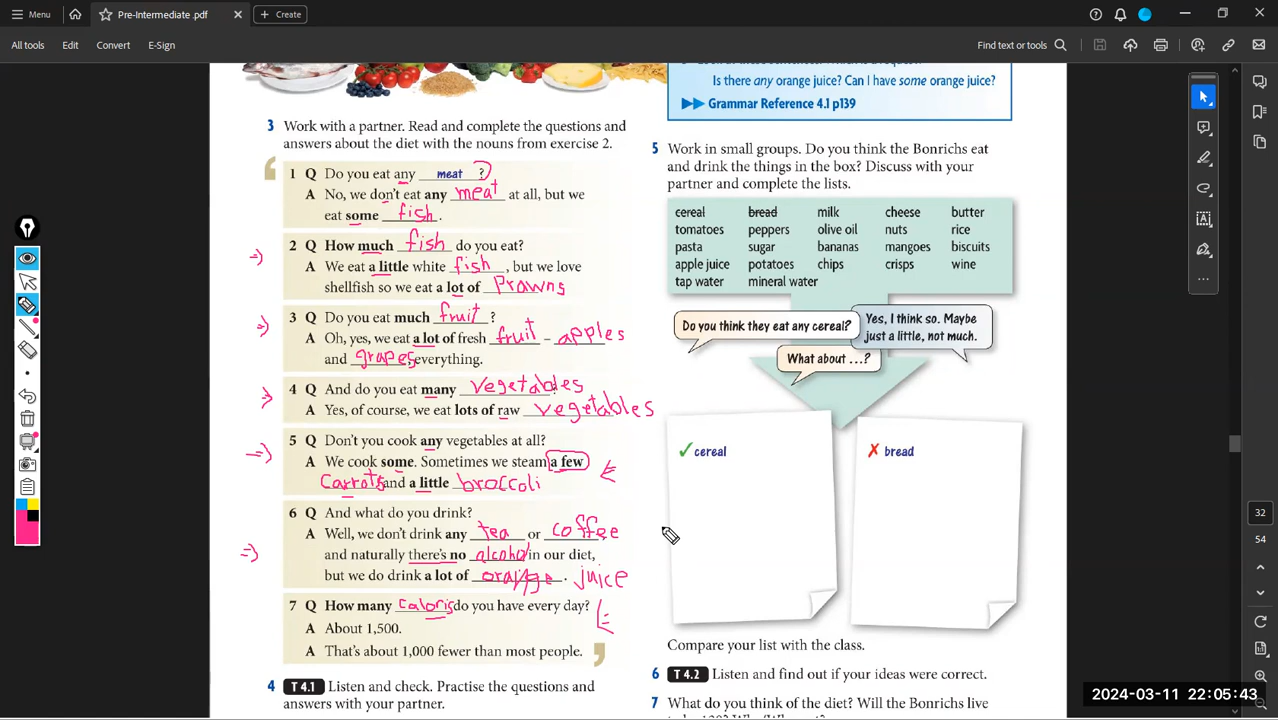 Menu
Pre-Intermediate .pdf
Create
All tools
Edit
Convert
E-Sign
Find text or tools
Is there any orange juice? Can I have some orange juice?
Grammar Reference 4.1 p139
3 Work with a partner. Read and complete the questions and
answers about the diet with the nouns from exercise 2.
1 Q Do you eat any meat ?
A No, we don't eat any meat at all, but we
eat some fish.
2 Q How much fish do you eat?
A We eat a little white fish, but we love
shellfish so we eat a lot of Prawns
3 Q Do you eat much fruit ?
A Oh, yes, we eat a lot of fresh fruit – apples
and grapes, everything.
4 Q And do you eat many vegetables ?
A Yes, of course, we eat lots of raw vegetables
5 Q Don't you cook any vegetables at all?
A We cook some. Sometimes we steam a few
Carrots and a little broccoli
6 Q And what do you drink?
A Well, we don't drink any tea or coffee
and naturally there's no alcohol in our diet,
but we do drink a lot of orange . juice
7 Q How many caloris do you have every day?
A About 1,500.
A That's about 1,000 fewer than most people.
4 T 4.1 Listen and check. Practise the questions and
answers with your partner.
5 Work in small groups. Do you think the Bonrichs eat
and drink the things in the box? Discuss with your
partner and complete the lists.
cereal bread milk cheese butter
tomatoes peppers olive oil nuts rice
pasta sugar bananas mangoes biscuits
apple juice potatoes chips crisps wine
tap water mineral water
Do you think they eat any cereal?
Yes, I think so. Maybe
just a little, not much.
What about ...?
✓ cereal
✗ bread
Compare your list with the class.
6 T 4.2 Listen and find out if your ideas were correct.
7 What do you think of the diet? Will the Bonrichs live
32
54
2024-03-11 22:05:43